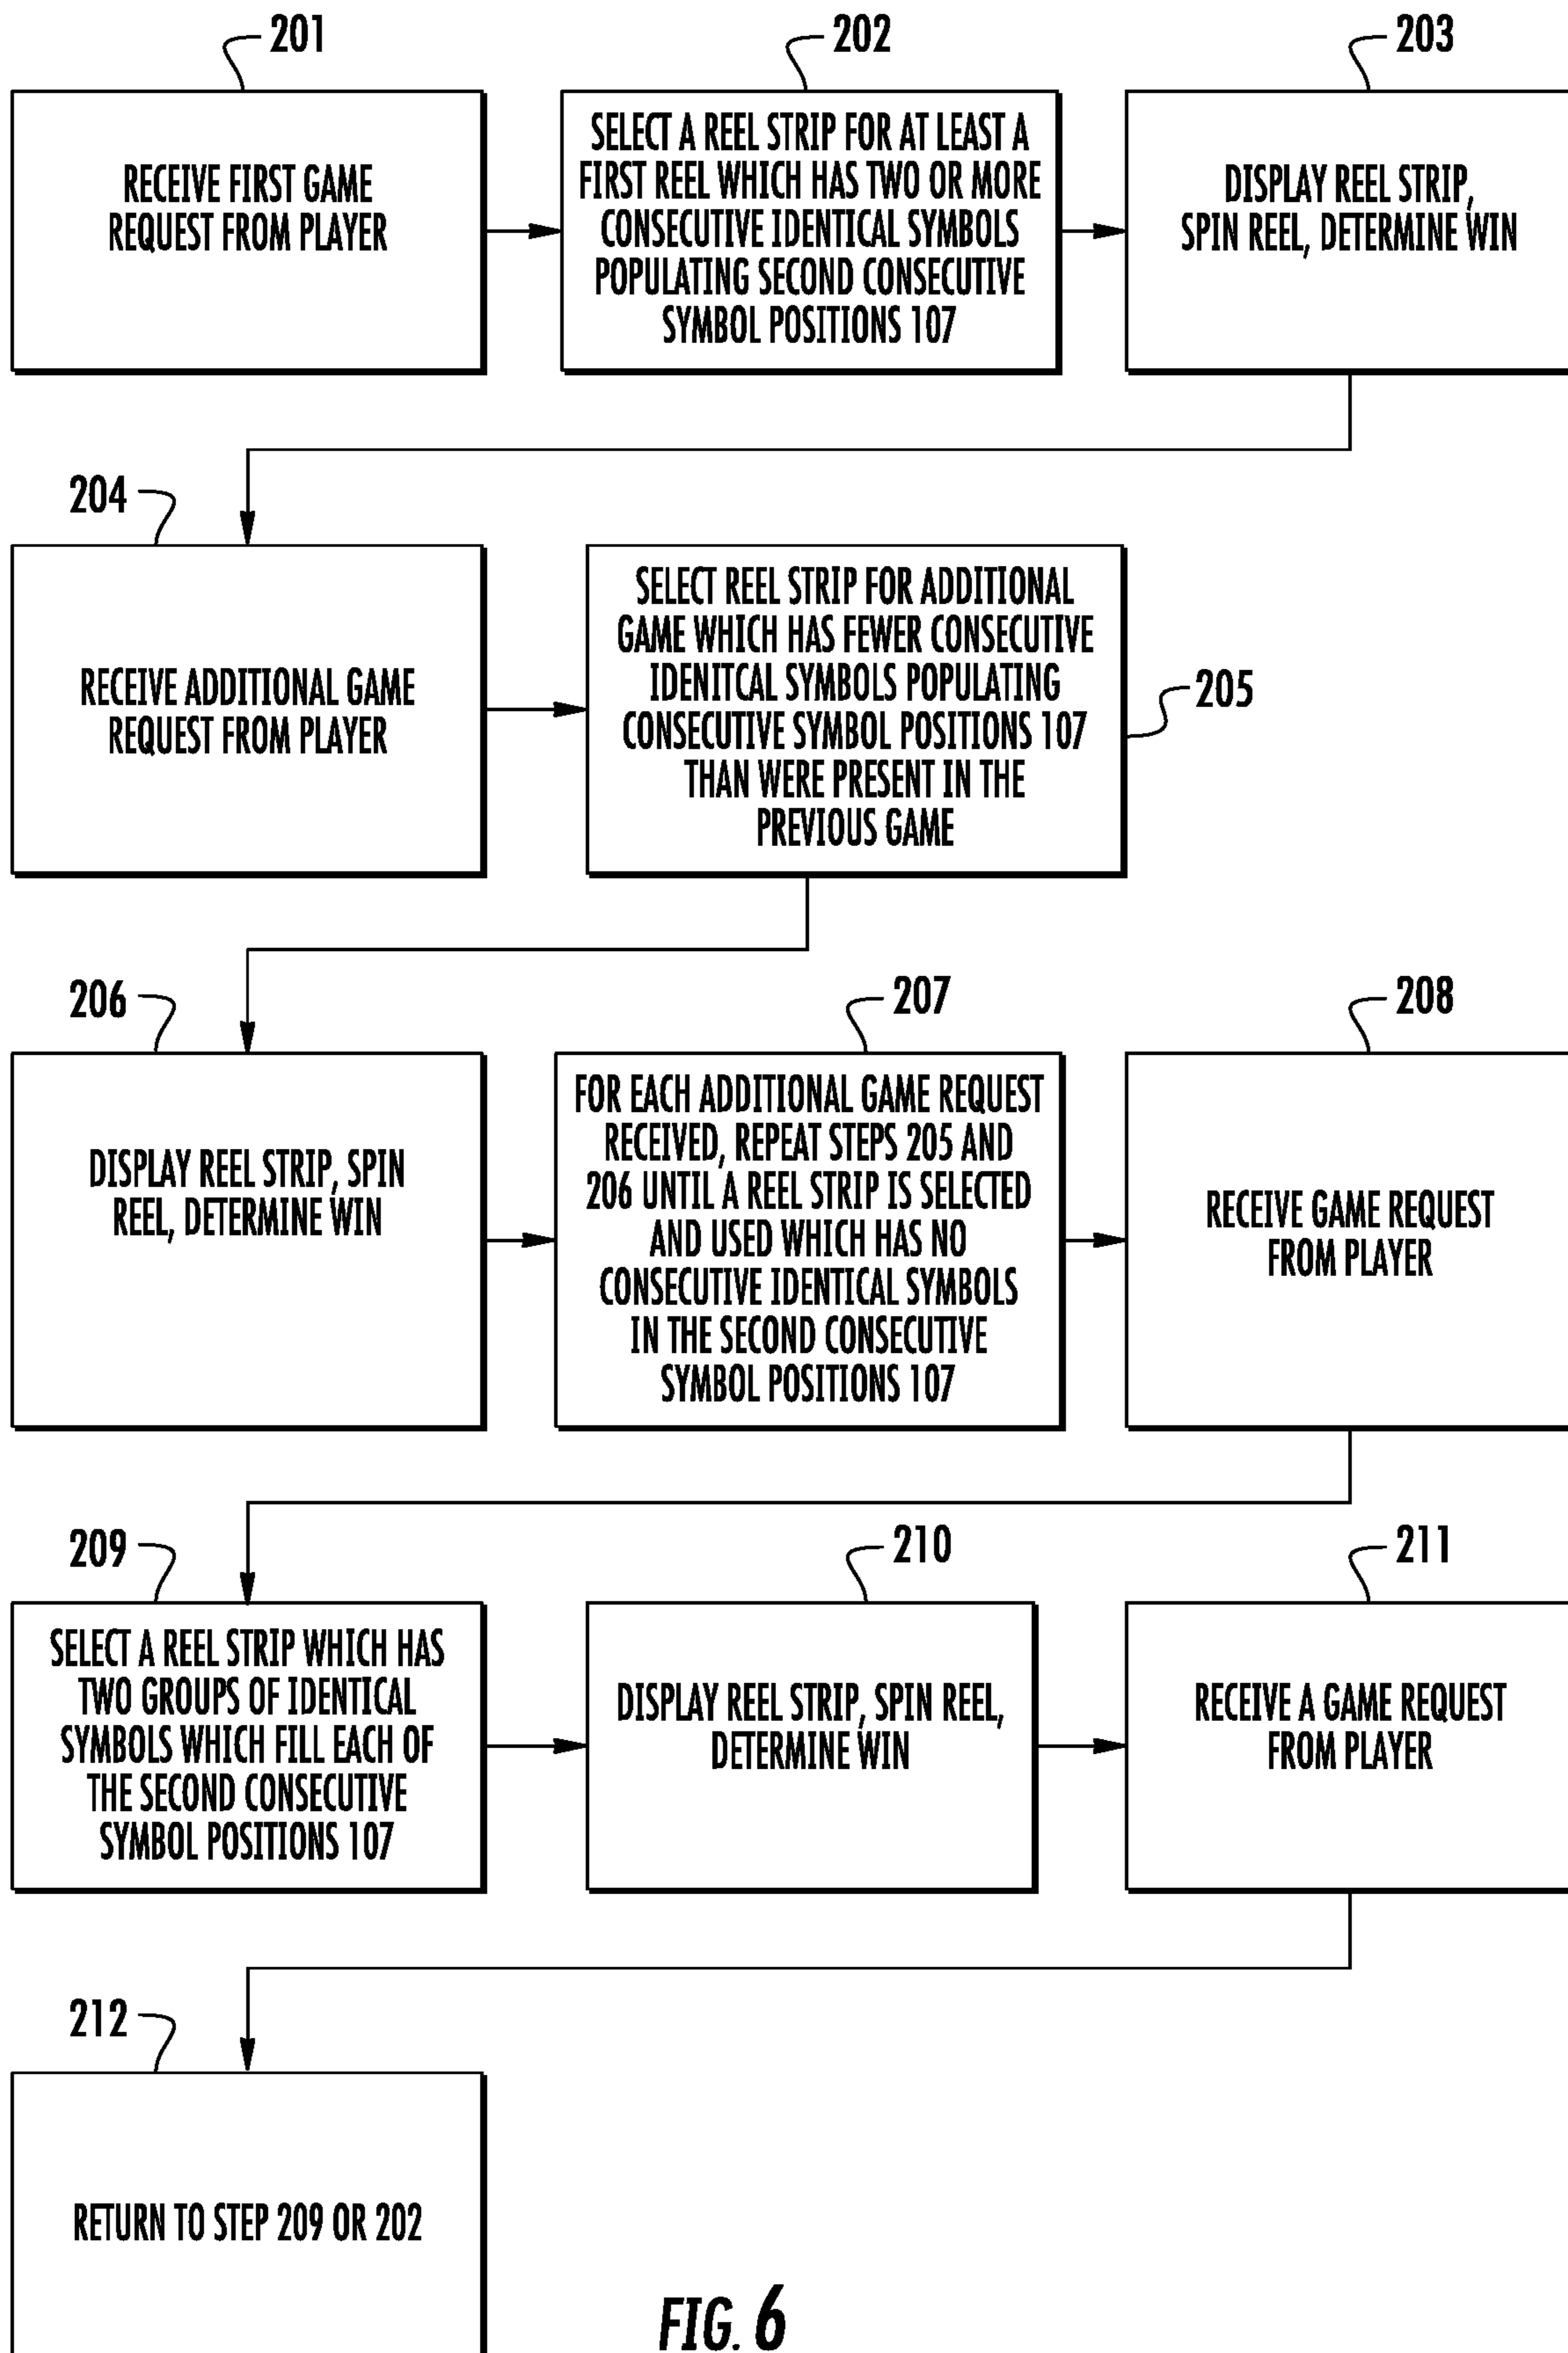 201
RECEIVE FIRST GAME
REQUEST FROM PLAYER
202
SELECT A REEL STRIP FOR AT LEAST A
FIRST REEL WHICH HAS TWO OR MORE
CONSECUTIVE IDENTICAL SYMBOLS
POPULATING SECOND CONSECUTIVE
SYMBOL POSITIONS 107
203
DISPLAY REEL STRIP,
SPIN REEL, DETERMINE WIN
204
RECEIVE ADDITIONAL GAME
REQUEST FROM PLAYER
SELECT REEL STRIP FOR ADDITIONAL
GAME WHICH HAS FEWER CONSECUTIVE
IDENITCAL SYMBOLS POPULATING
CONSECUTIVE SYMBOL POSITIONS 107
THAN WERE PRESENT IN THE
PREVIOUS GAME
205
206
DISPLAY REEL STRIP, SPIN
REEL, DETERMINE WIN
207
FOR EACH ADDITIONAL GAME REQUEST
RECEIVED, REPEAT STEPS 205 AND
206 UNTIL A REEL STRIP IS SELECTED
AND USED WHICH HAS NO
CONSECUTIVE IDENTICAL SYMBOLS
IN THE SECOND CONSECUTIVE
SYMBOL POSITIONS 107
208
RECEIVE GAME REQUEST
FROM PLAYER
209
SELECT A REEL STRIP WHICH HAS
TWO GROUPS OF IDENTICAL
SYMBOLS WHICH FILL EACH OF
THE SECOND CONSECUTIVE
SYMBOL POSITIONS 107
210
DISPLAY REEL STRIP, SPIN REEL,
DETERMINE WIN
211
RECEIVE A GAME REQUEST
FROM PLAYER
212
RETURN TO STEP 209 OR 202
FIG. 6